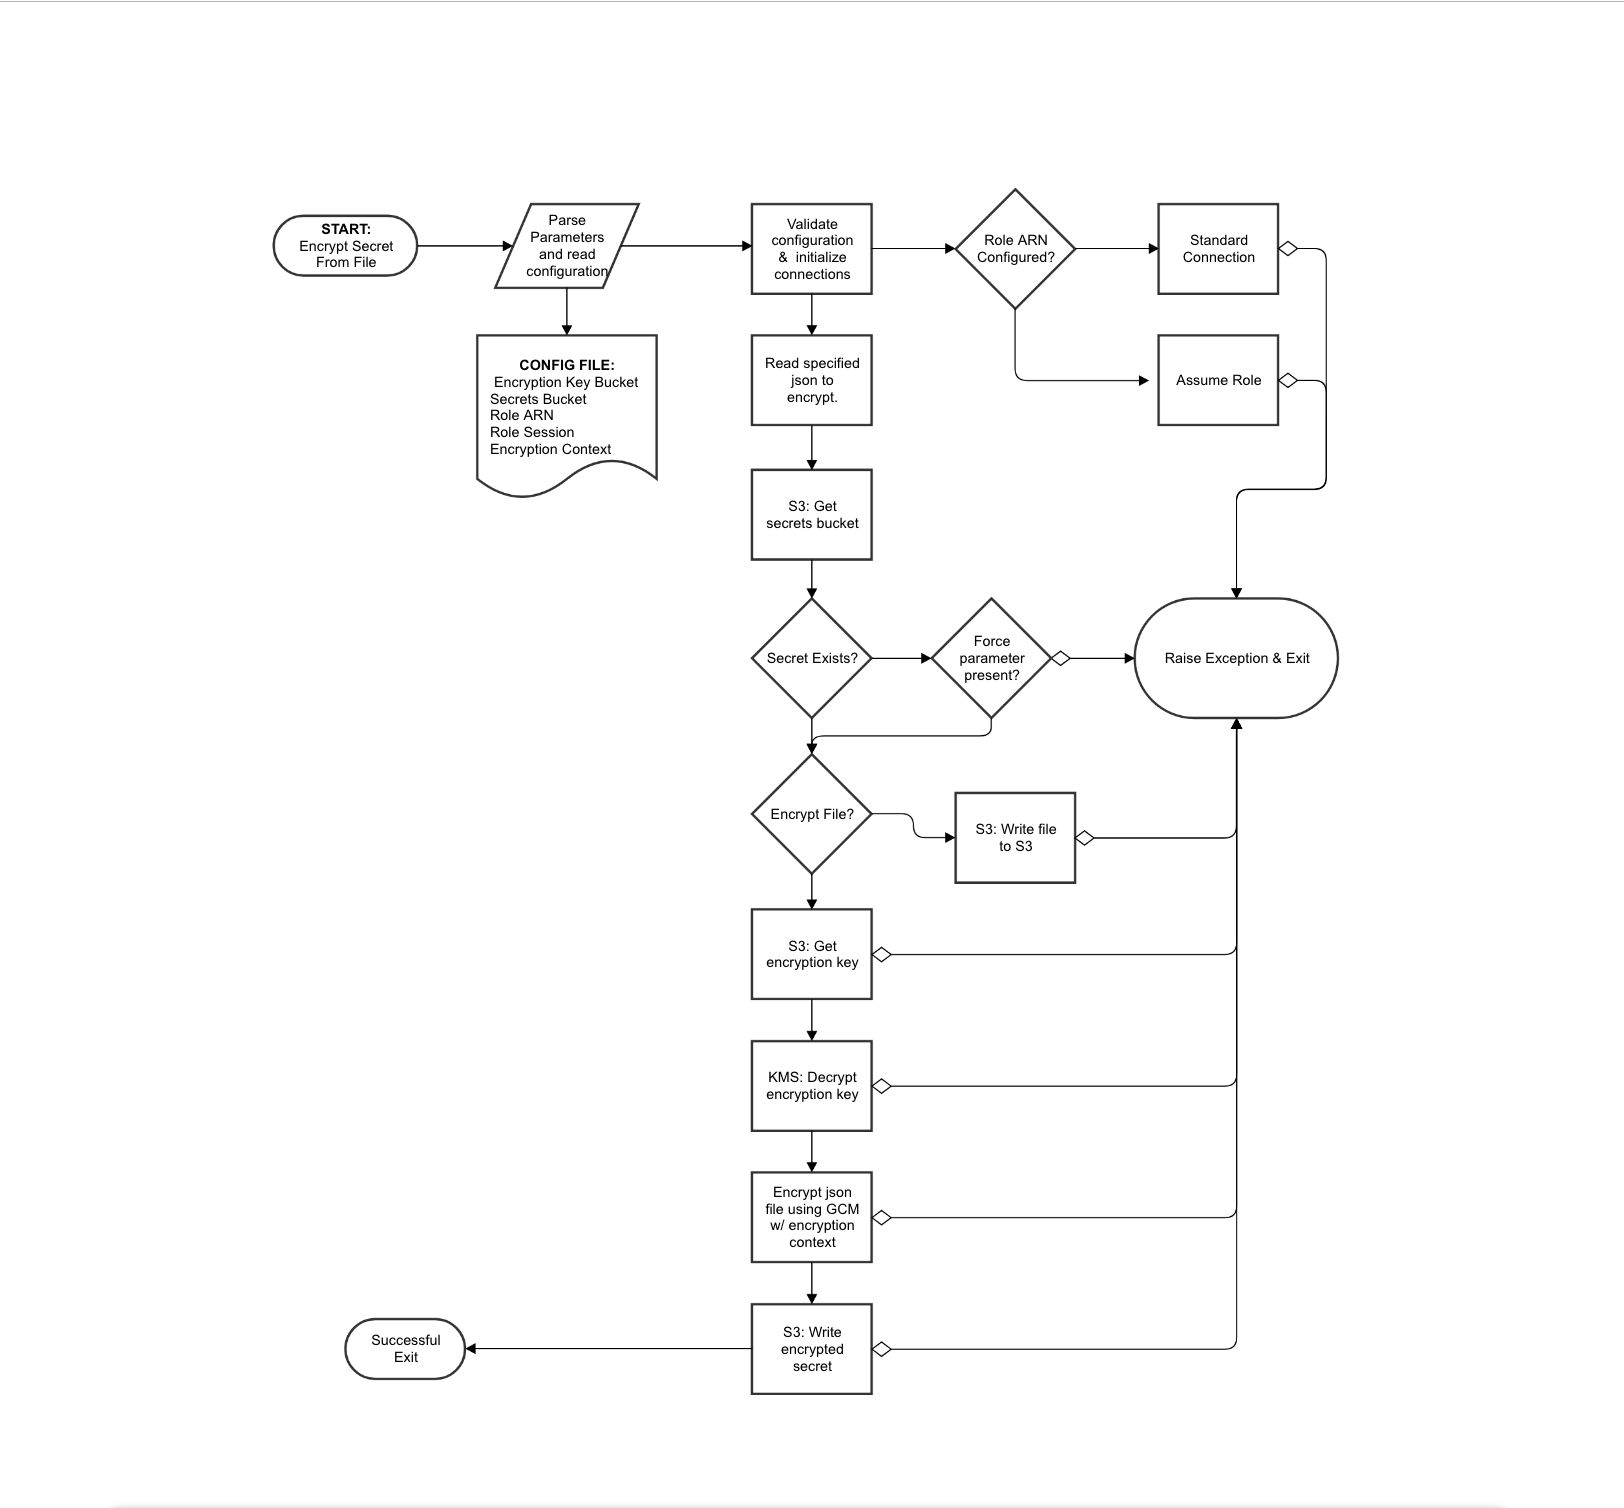 START:
Encrypt Secret
From File
Parse
Parameters
and read
configuration
CONFIG FILE:
Encryption Key Bucket
Secrets Bucket
Role ARN
Role Session
Encryption Context
Validate
configuration
& initialize
connections
Role ARN
Configured?
Standard
Connection
Read specified
json to
encrypt.
Assume Role
S3: Get
secrets bucket
Secret Exists?
Force
parameter
present?
Raise Exception & Exit
Encrypt File?
S3: Write file
to S3
S3: Get
encryption key
KMS: Decrypt
encryption key
Encrypt json
file using GCM
w/ encryption
context
S3: Write
encrypted
secret
Successful
Exit